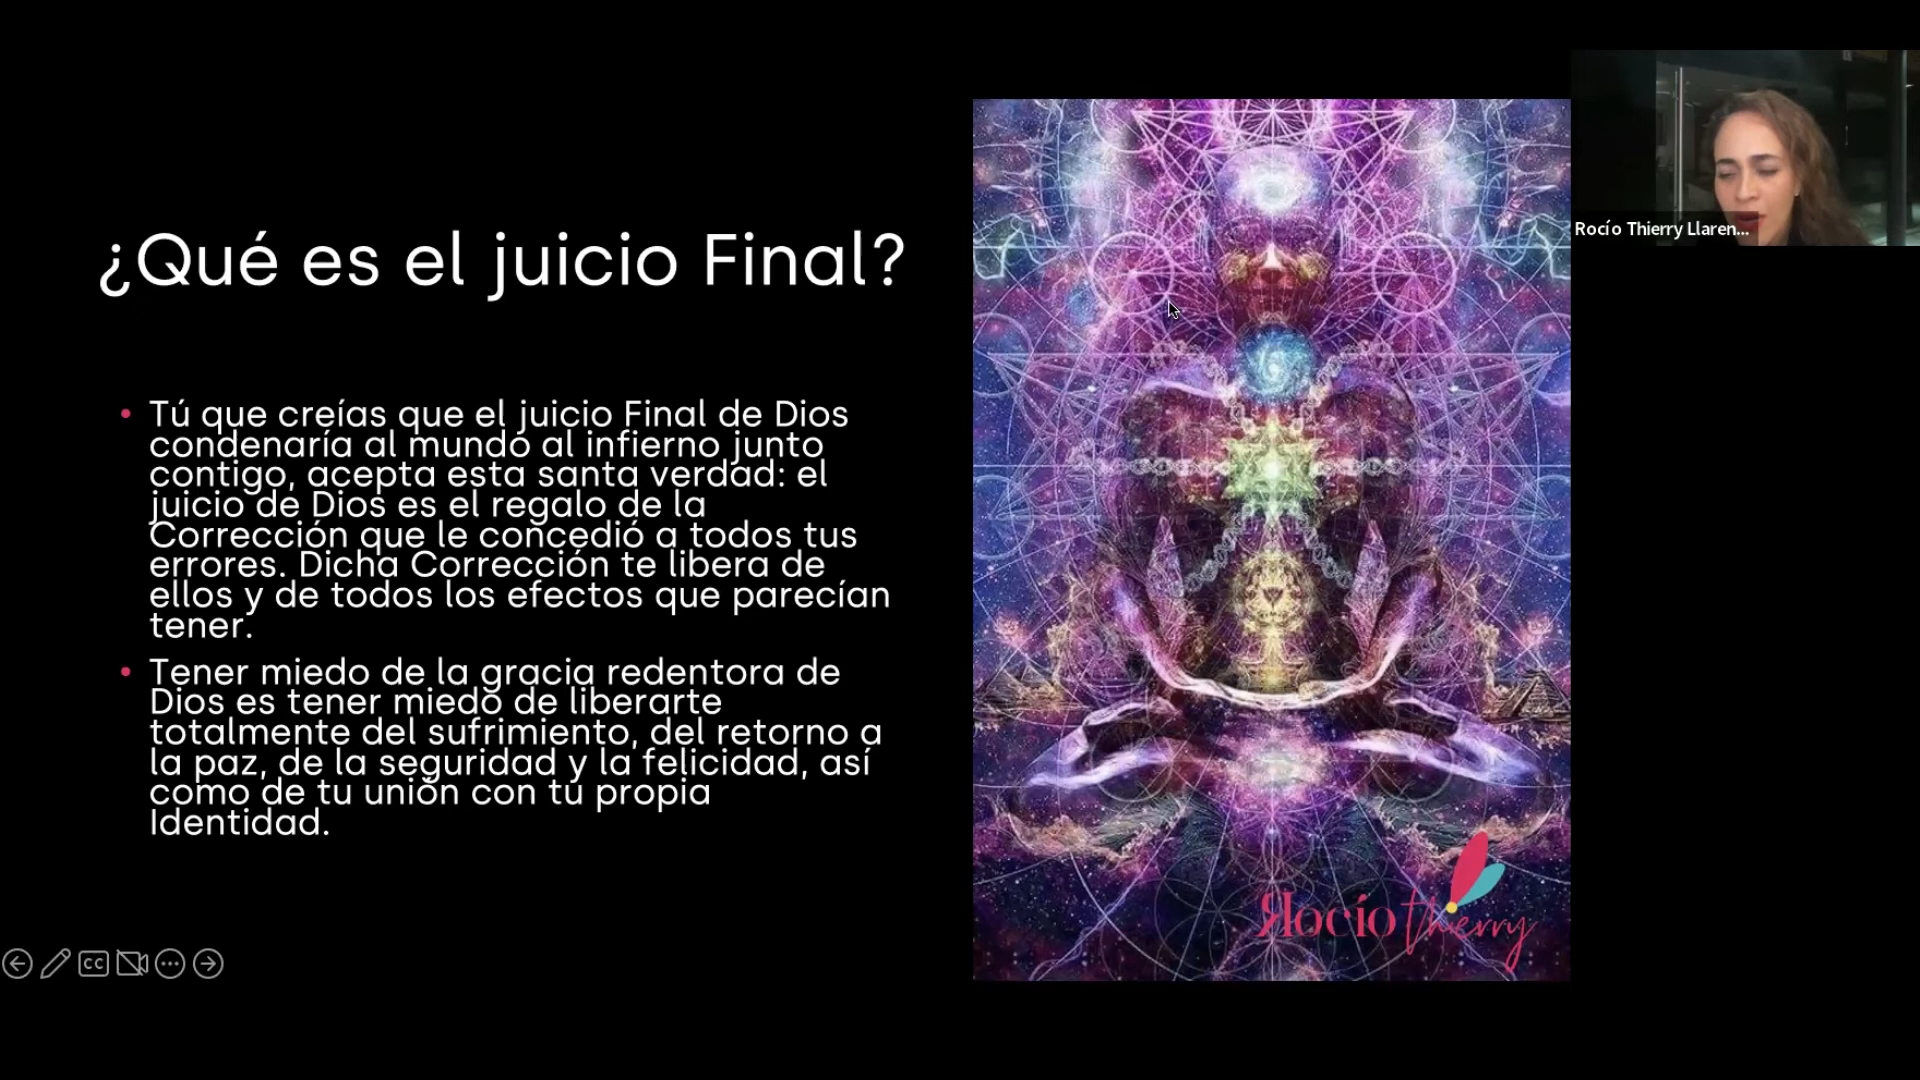 ¿Qué es el juicio Final?
• Tú que creías que el juicio Final de Dios
condenaría al mundo al infierno junto
contigo, acepta esta santa verdad: el
juicio de Dios es el regalo de la
Corrección que le concedió a todos tus
errores. Dicha Corrección te libera de
ellos y de todos los efectos que parecían
tener.
• Tener miedo de la gracia redentora de
Dios es tener miedo de liberarte
totalmente del sufrimiento, del retorno a
la paz, de la seguridad y la felicidad, así
como de tu unión con tu propia
Identidad.
Rocío Thierry Llaren...
Rocío thierry
CC